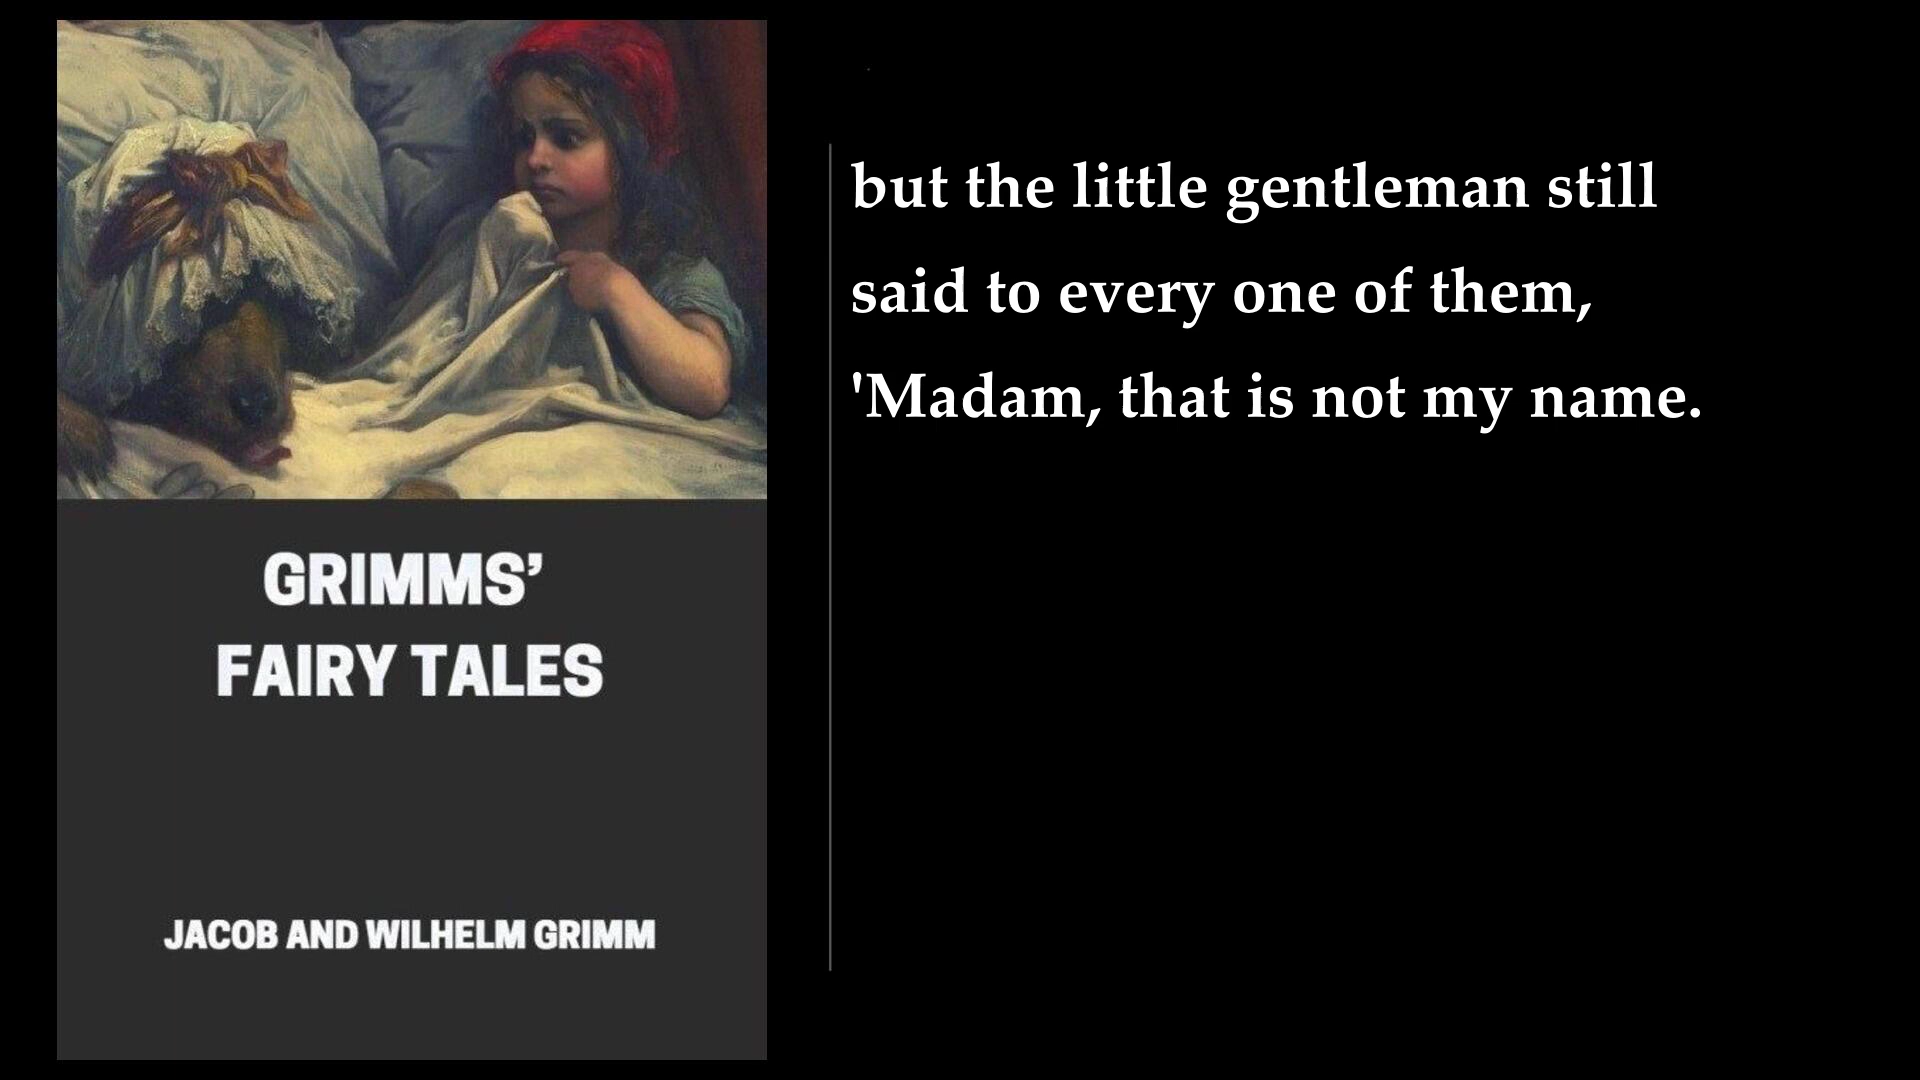 GRIMMS’
FAIRY TALES
JACOB AND WILHELM GRIMM
but the little gentleman still
said to every one of them,
'Madam, that is not my name.